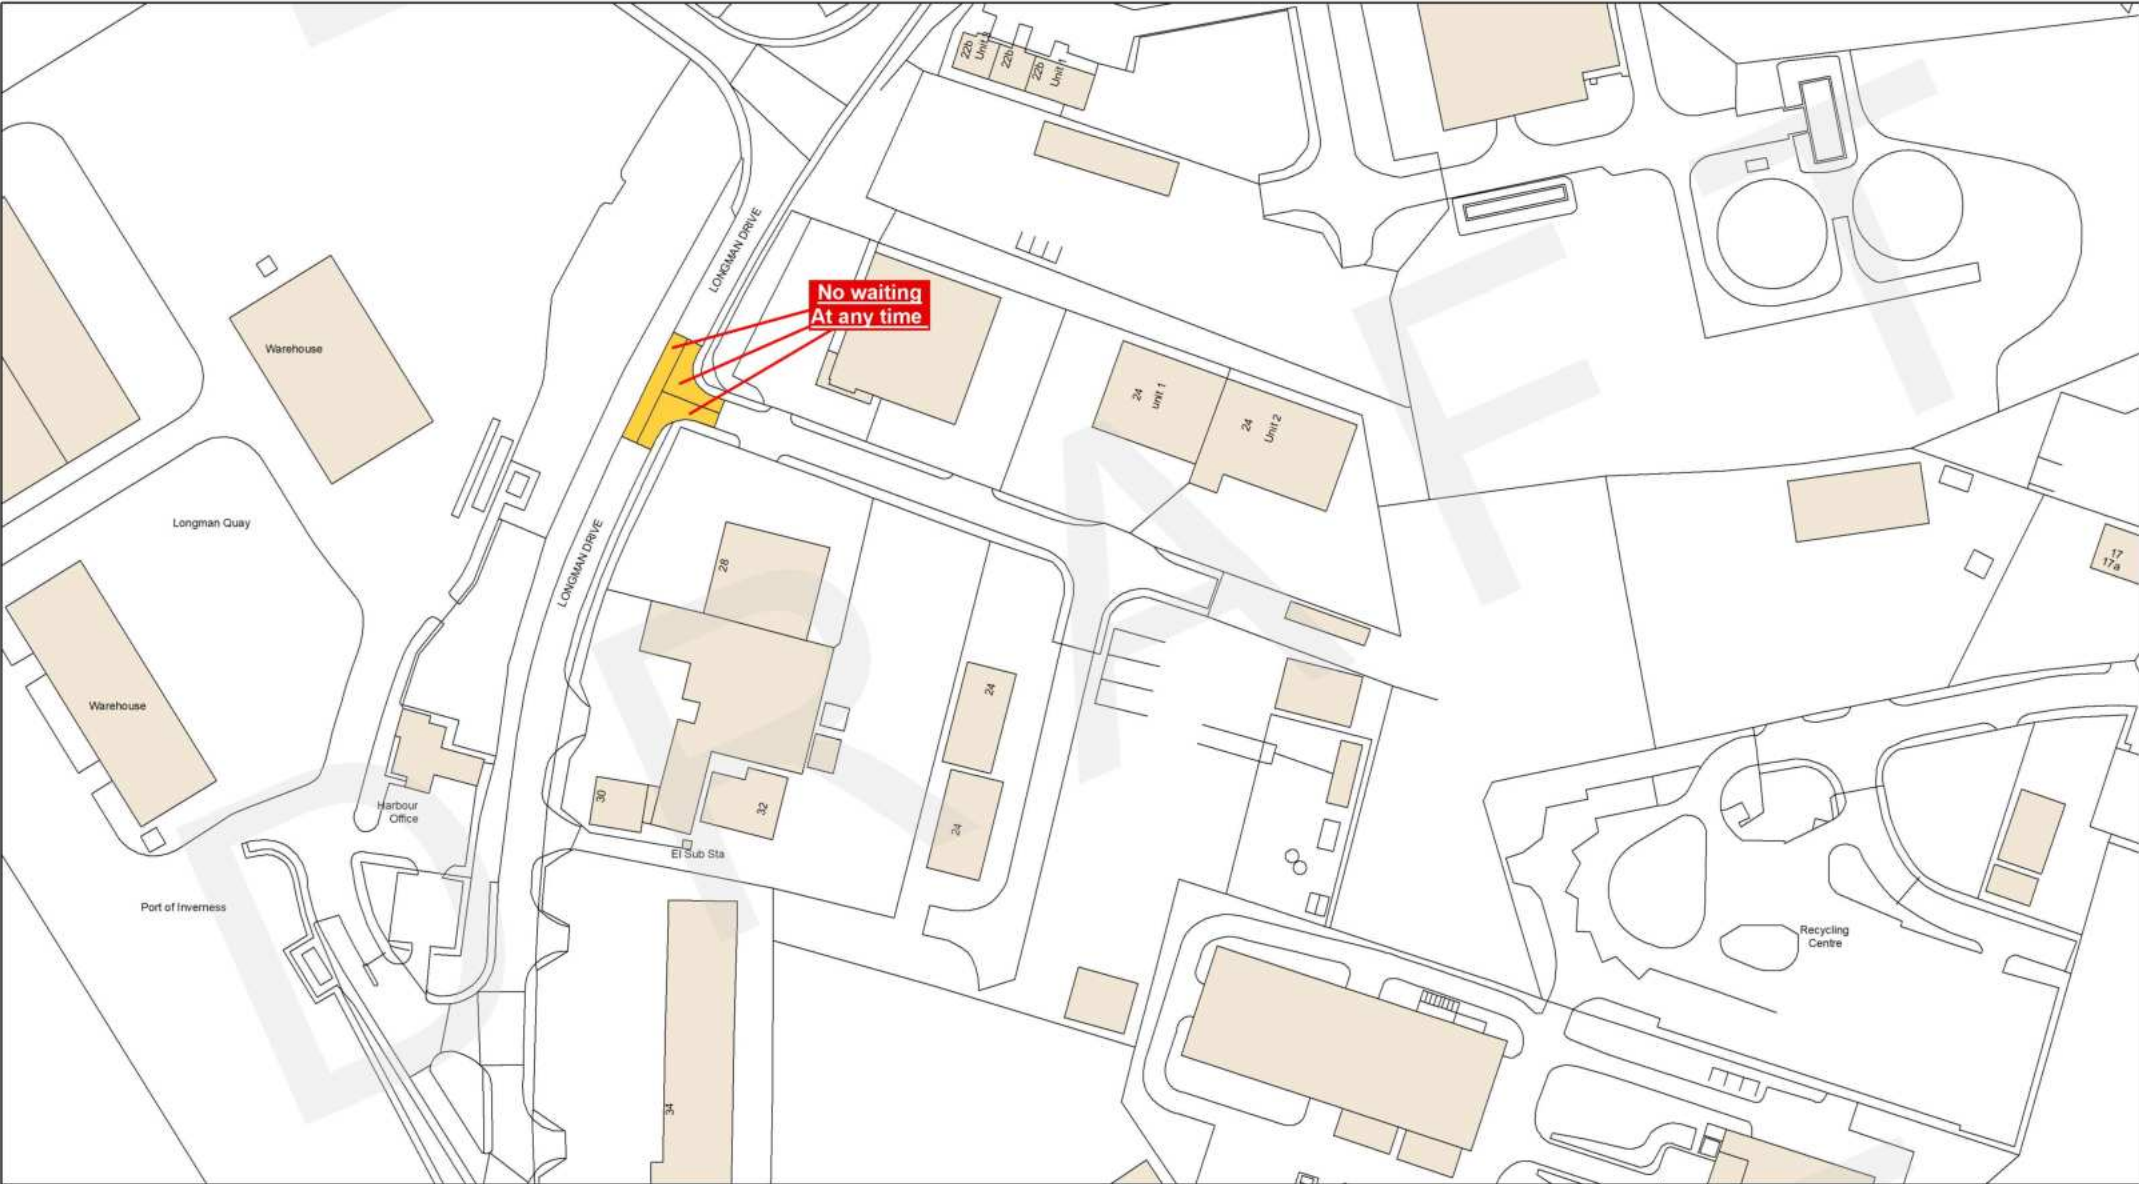 22b
Unit 3
22b
22b
Unit 1
LONGMAN DRIVE
No waiting
At any time
Warehouse
24
unit 1
24
Unit 2
Longman Quay
LONGMAN DRIVE
28
17
17a
24
Warehouse
30
32
24
Harbour
Office
El Sub Sta
Port of Inverness
Recycling
Centre
34
DRAFT